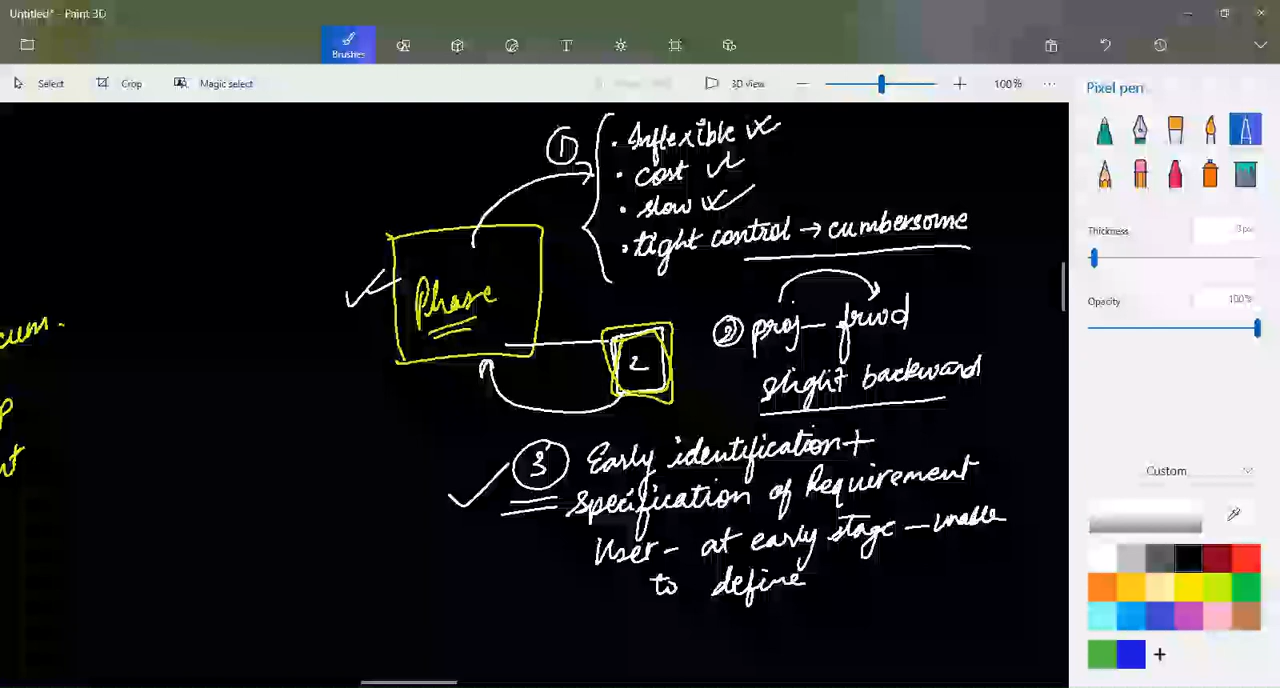 Untitled* - Paint 3D
Brushes
Select
Crop
Magic select
3D view
100%
Pixel pen
Thickness
Opacity
100%
Custom
①
• Inflexible
• cost
• slow
• tight control → cumbersome
Phase
2
② proj - frwd
slight backward
③ Early identification +
specification of Requirement
User - at early stage - unable
to define
cum.